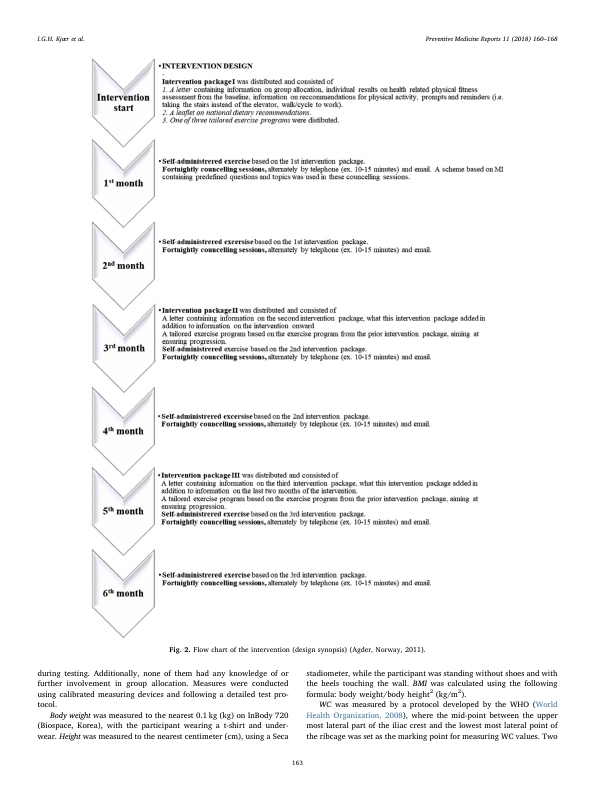 I.G.H. Kjær et al.
Preventive Medicine Reports 11 (2018) 160–168
Intervention
start
•INTERVENTION DESIGN
Intervention package I was distributed and consisted of
1. A letter containing information on group allocation, individual results on health related physical fitness
assessment from the baseline, information on reccommendations for physical activity, prompts and reminders (i.e.
taking the stairs instead of the elevator, walk/cycle to work).
2. A leaflet on national dietary recommendations.
3. One of three tailored exercise programs were distibuted.
1st month
•Self-administrered exercise based on the 1st intervention package.
Fortnightly councelling sessions, alternately by telephone (ex. 10-15 minutes) and email. A scheme based on MI
containing predefined questions and topics was used in these councelling sessions.
2nd month
•Self-administrered excersise based on the 1st intervention package.
Fortnightly councelling sessions, alternately by telephone (ex. 10-15 minutes) and email.
3rd month
•Intervention package II was distributed and consisted of
A letter containing information on the second intervention package, what this intervention package added in
addition to information on the intervention onward
A tailored exercise program based on the exercise program from the prior intervention package, aiming at
ensuring progression.
Self-administrered exercise based on the 2nd intervention package.
Fortnightly councelling sessions, alternately by telephone (ex. 10-15 minutes) and email.
4th month
•Self-administrered excersise based on the 2nd intervention package.
Fortnightly councelling sessions, alternately by telephone (ex. 10-15 minutes) and email.
5th month
•Intervention package III was distributed and consisted of
A letter containing information on the third intervention package, what this intervention package added in
addition to information on the last two months of the intervention.
A tailored exercise program based on the exercise program from the prior intervention package, aiming at
ensuring progression.
Self-administrered exercise based on the 3rd intervention package.
Fortnightly councelling sessions, alternately by telephone (ex. 10-15 minutes) and email.
6th month
•Self-administrered exercise based on the 3rd intervention package.
Fortnightly councelling sessions, alternately by telephone (ex. 10-15 minutes) and email.
Fig. 2. Flow chart of the intervention (design synopsis) (Agder, Norway, 2011).
during testing. Additionally, none of them had any knowledge of or
further involvement in group allocation. Measures were conducted
using calibrated measuring devices and following a detailed test pro-
tocol.
Body weight was measured to the nearest 0.1 kg (kg) on InBody 720
(Biospace, Korea), with the participant wearing a t-shirt and under-
wear. Height was measured to the nearest centimeter (cm), using a Seca
stadiometer, while the participant was standing without shoes and with
the heels touching the wall. BMI was calculated using the following
formula: body weight/body height² (kg/m²).
WC was measured by a protocol developed by the WHO (World
Health Organization, 2008), where the mid-point between the upper
most lateral part of the iliac crest and the lowest most lateral point of
the ribcage was set as the marking point for measuring WC values. Two
163